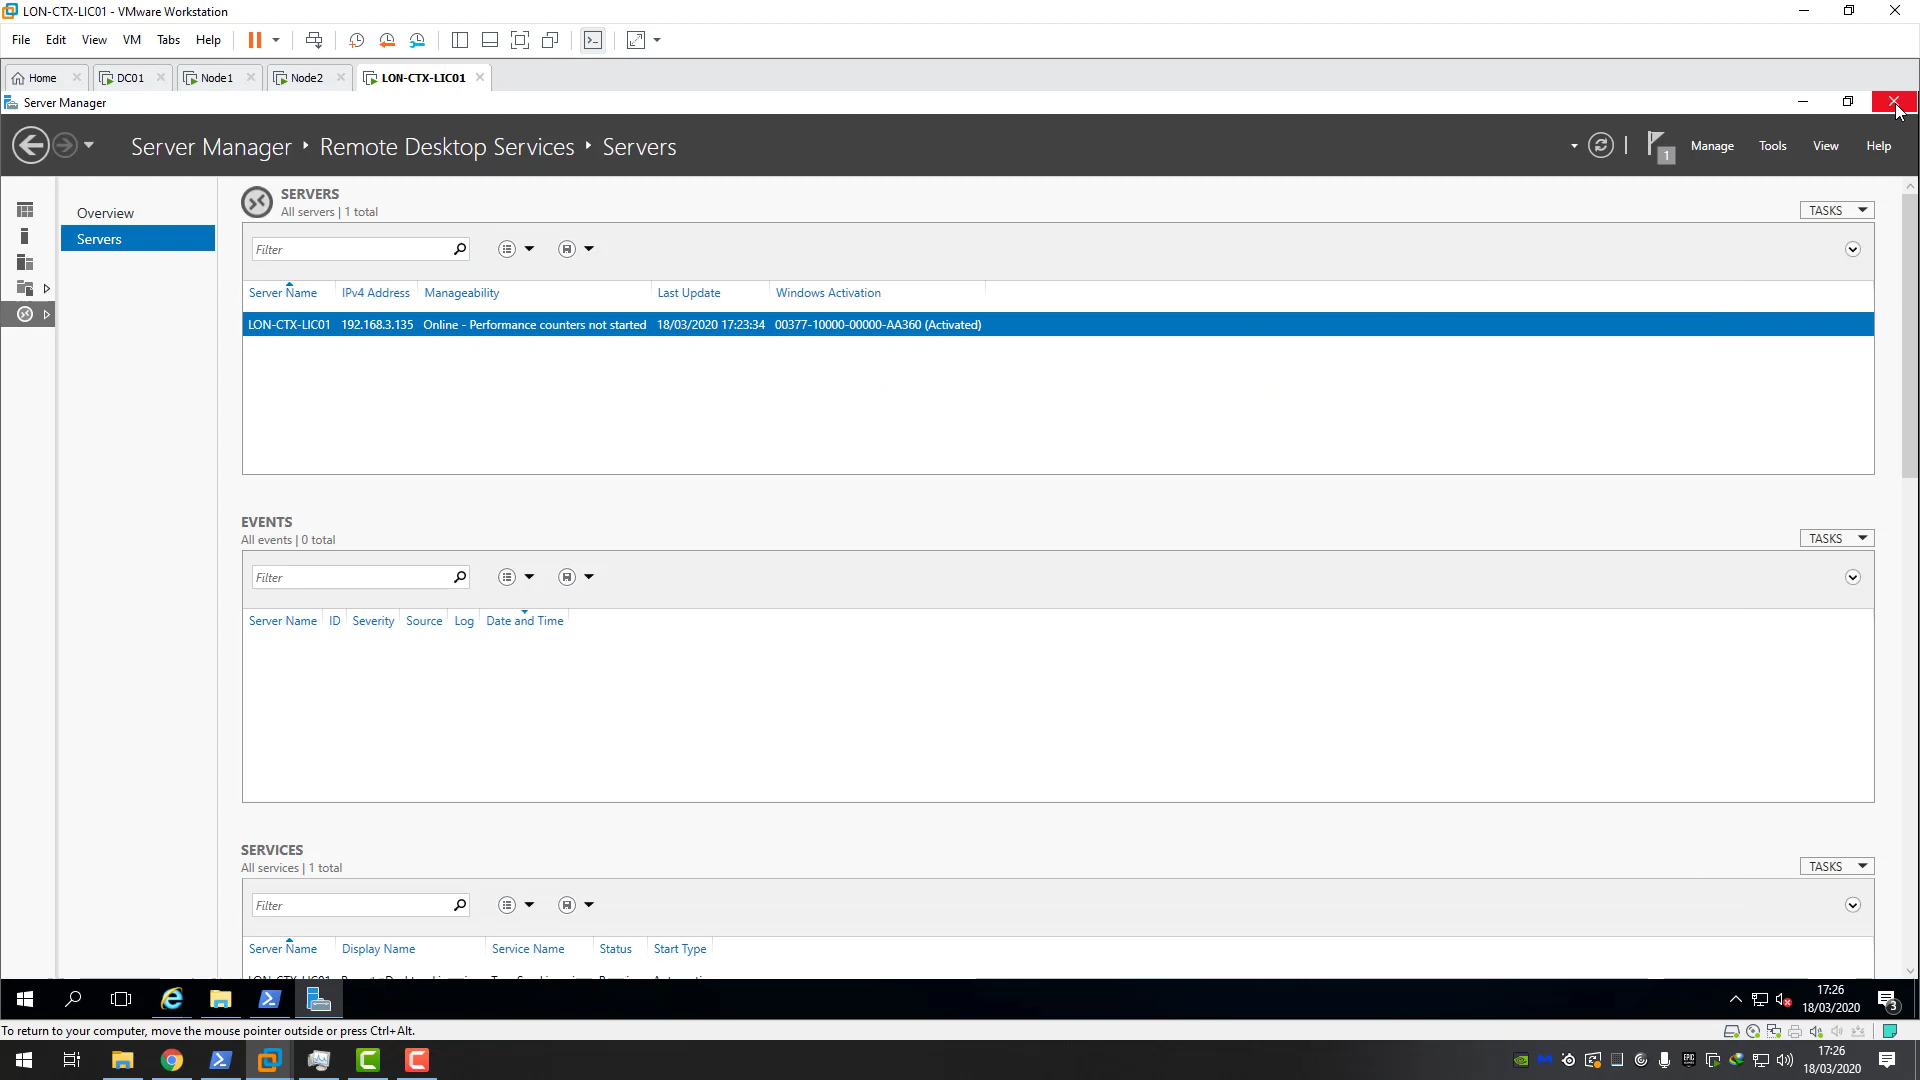 LON-CTX-LIC01 - VMware Workstation
File Edit View VM Tabs Help
Home DC01 Node1 Node2 LON-CTX-LIC01
Server Manager
Server Manager Remote Desktop Services Servers
1 Manage Tools View Help
Overview
Servers
SERVERS
All servers | 1 total
TASKS
Filter
Server Name IPv4 Address Manageability Last Update Windows Activation
LON-CTX-LIC01 192.168.3.135 Online - Performance counters not started 18/03/2020 17:23:34 00377-10000-00000-AA360 (Activated)
EVENTS
All events | 0 total
TASKS
Filter
Server Name ID Severity Source Log Date and Time
SERVICES
All services | 1 total
TASKS
Filter
Server Name Display Name Service Name Status Start Type
17:26
18/03/2020
3
To return to your computer, move the mouse pointer outside or press Ctrl+Alt.
17:26
18/03/2020